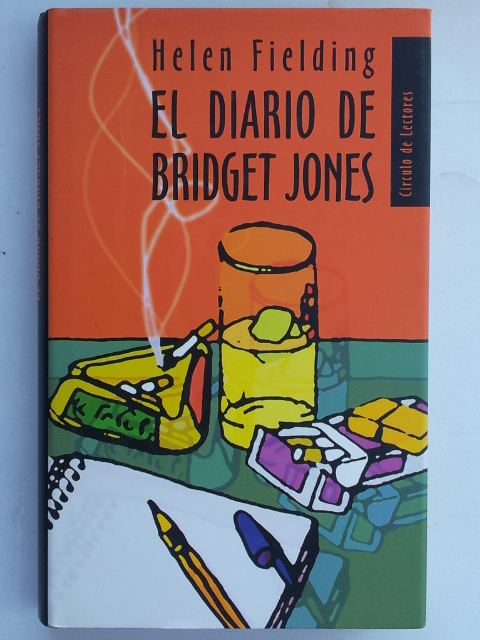 Helen Fielding
EL DIARIO DE
BRIDGET JONES
Círculo de Lectores